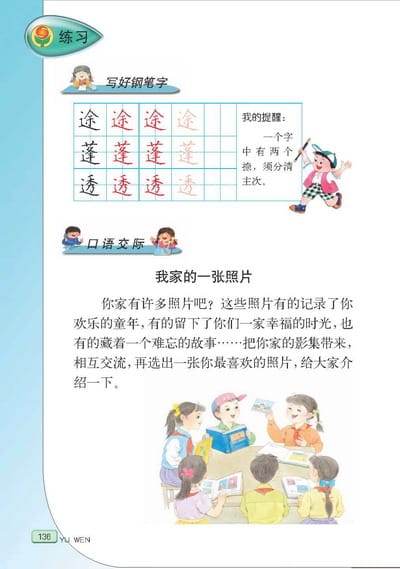 练习
写好钢笔字
途 途 途 途
蓬 蓬 蓬 蓬
透 透 透 透
我的提醒：
一个字
中有两个
捺，须分清
主次。
口语交际
我家的一张照片
你家有许多照片吧？这些照片有的记录了你
欢乐的童年，有的留下了你们一家幸福的时光，也
有的藏着一个难忘的故事……把你家的影集带来，
相互交流，再选出一张你最喜欢的照片，给大家介
绍一下。
136
YU WEN